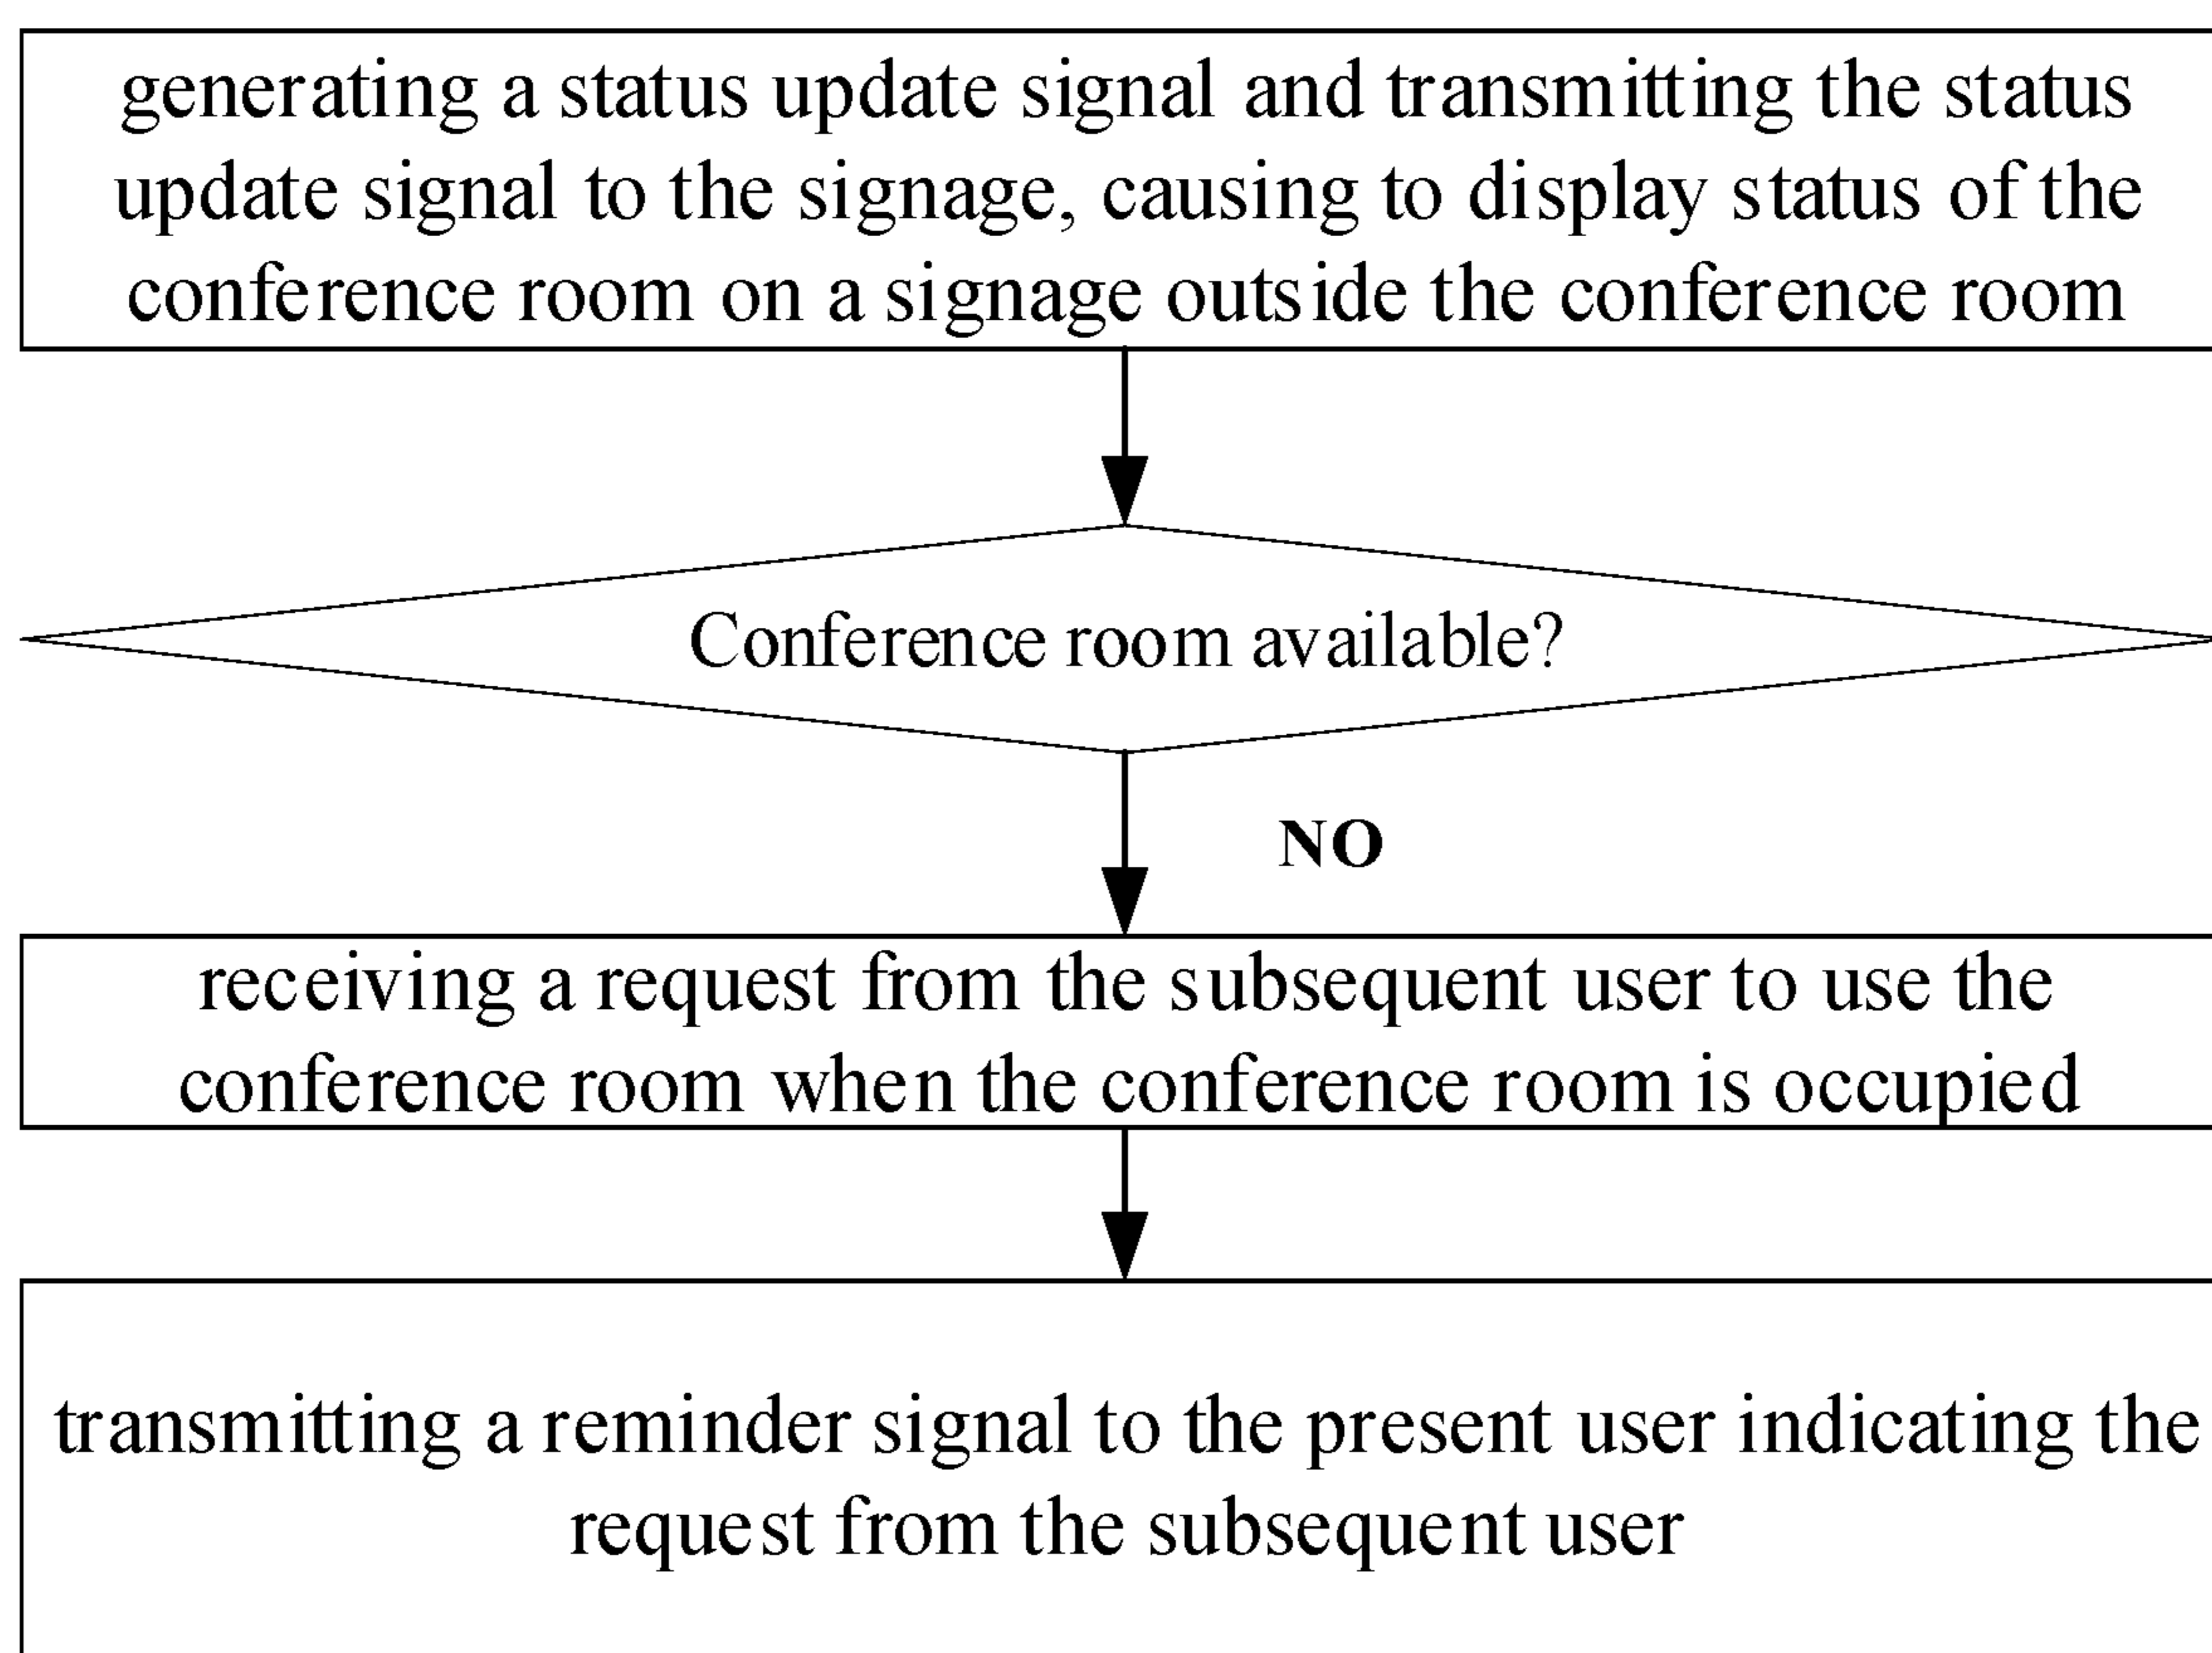 generating a status update signal and transmitting the status
update signal to the signage, causing to display status of the
conference room on a signage outside the conference room
Conference room available?
NO
receiving a request from the subsequent user to use the
conference room when the conference room is occupied
transmitting a reminder signal to the present user indicating the
request from the subsequent user